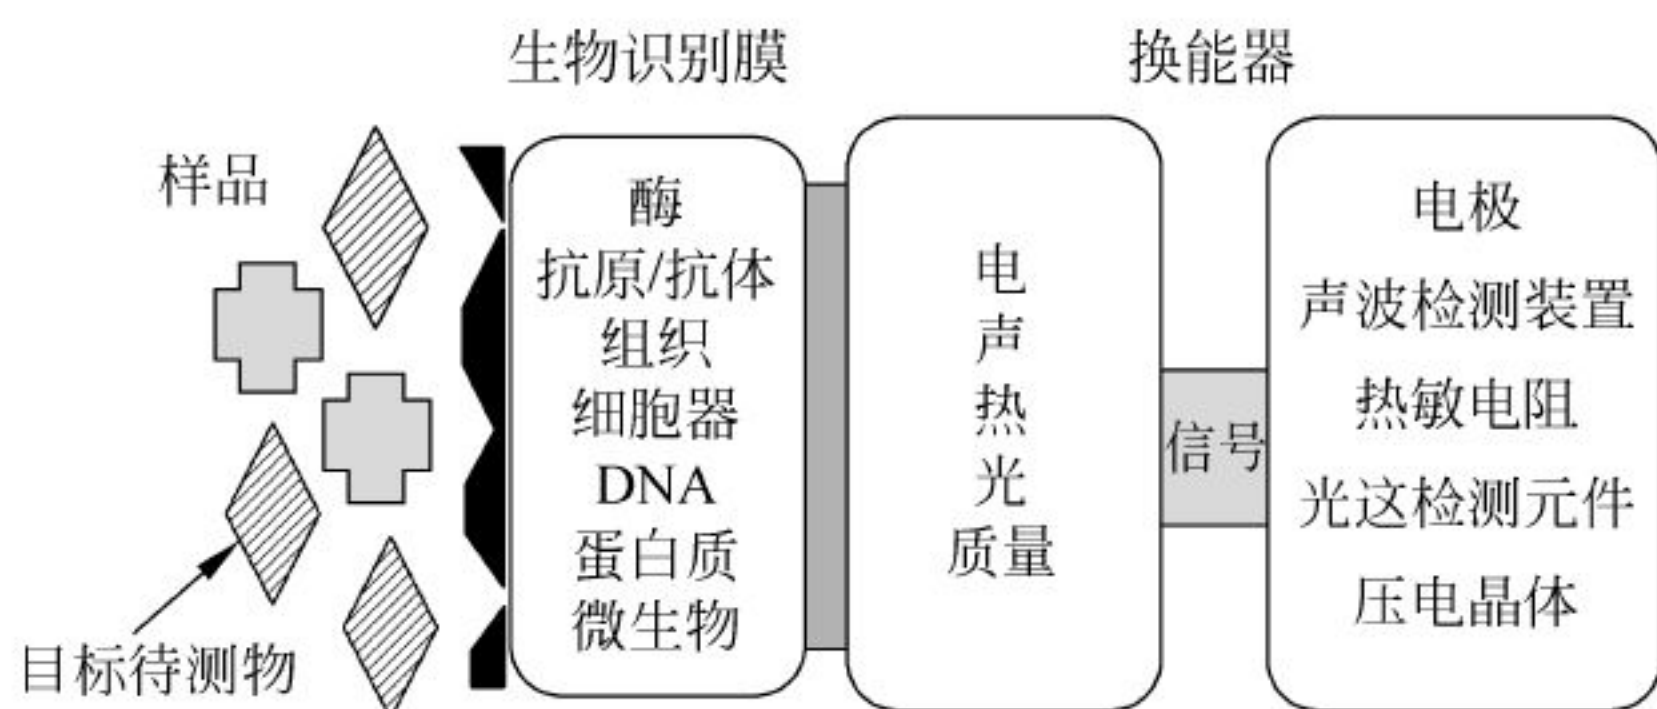 生物识别膜
换能器
样品
目标待测物
酶
抗原/抗体
组织
细胞器
DNA
蛋白质
微生物
电
声
热
光
质量
信号
电极
声波检测装置
热敏电阻
光这检测元件
压电晶体